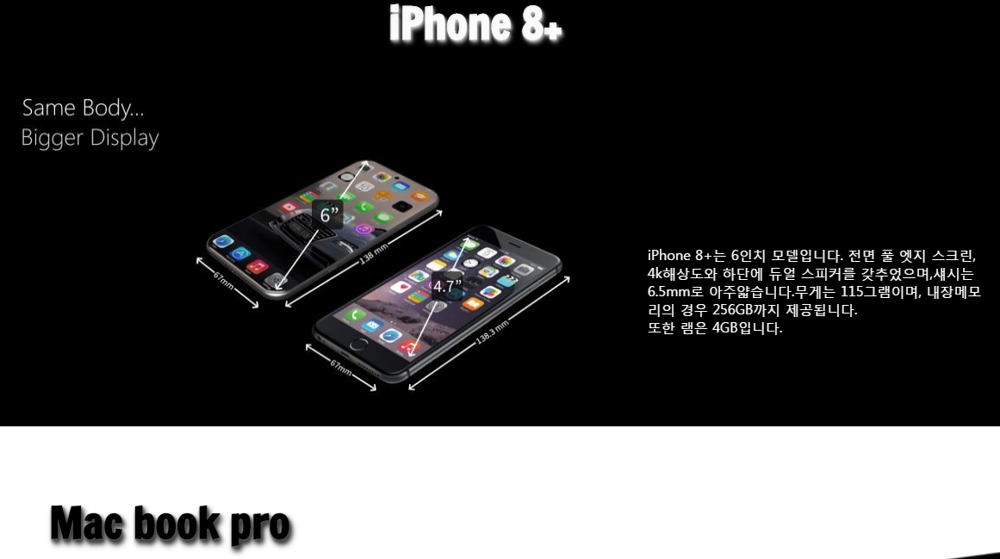 iPhone 8+
Same Body...
Bigger Display
6”
138 mm
67mm
4.7”
138.3 mm
67mm
iPhone 8+는 6인치 모델입니다. 전면 풀 엣지 스크린,
4k해상도와 하단에 듀얼 스피커를 갖추었으며,섀시는
6.5mm로 아주얇습니다.무게는 115그램이며, 내장메모
리의 경우 256GB까지 제공됩니다.
또한 램은 4GB입니다.
Mac book pro